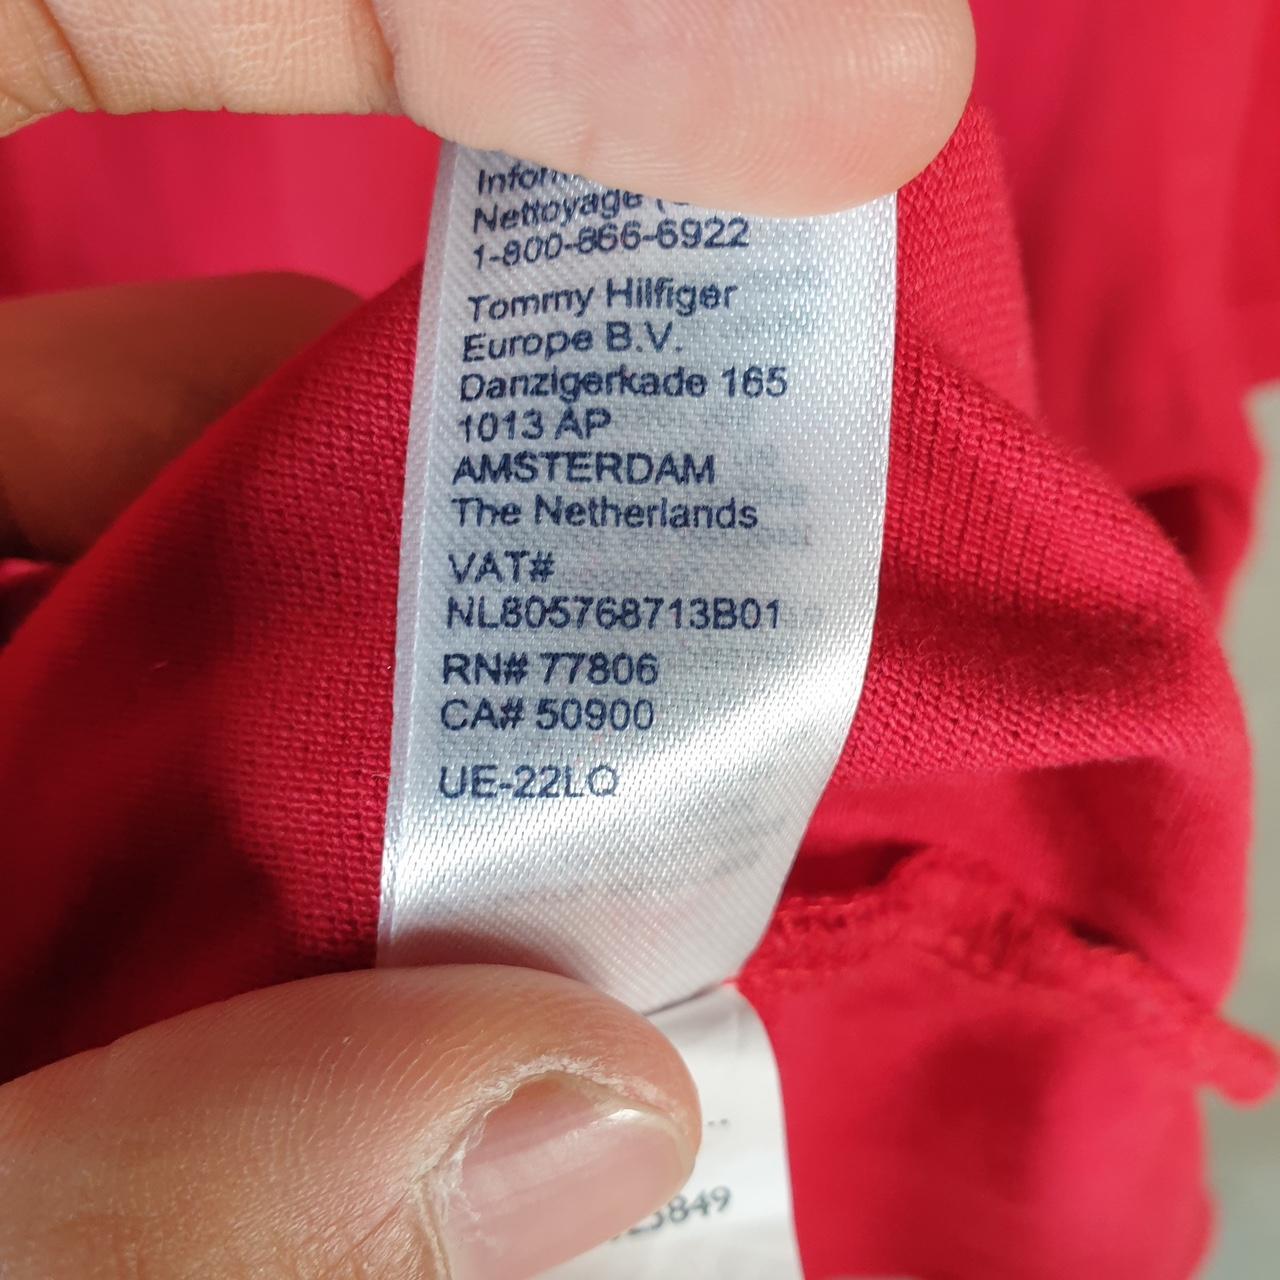 Nettoyage
1-800-866-6922
Tommy Hilfiger
Europe B.V.
Danzigerkade 165
1013 AP
AMSTERDAM
The Netherlands
VAT#
NL805768713B01
RN# 77806
CA# 50900
UE-22LQ